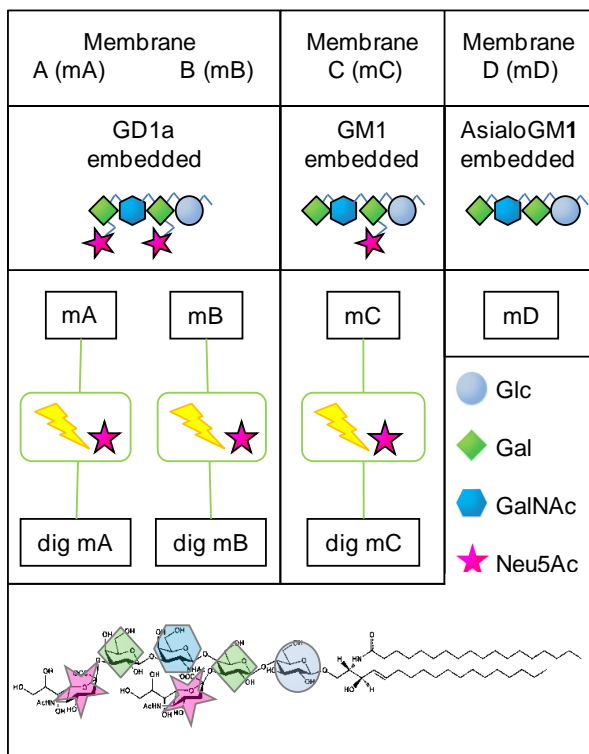 Membrane
A (mA) B (mB)
Membrane
C (mC)
Membrane
D (mD)
GD1a
embedded
GM1
embedded
AsialoGM1
embedded
mA
mB
mC
mD
Glc
Gal
GalNAc
Neu5Ac
dig mA
dig mB
dig mC